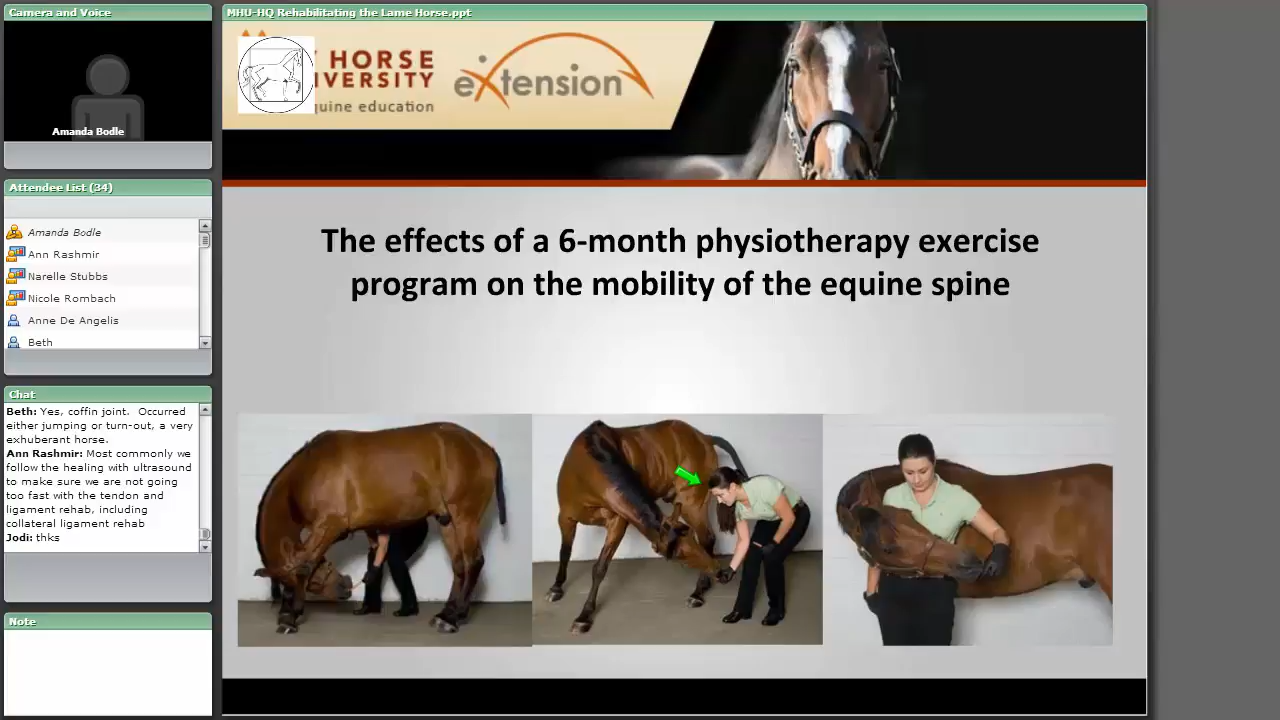 Camera and Voice
Amanda Bodle
Attendee List (34)
Amanda Bodle
Ann Rashmir
Narelle Stubbs
Nicole Rombach
Anne De Angelis
Beth
Chat
Beth: Yes, coffin joint. Occurred
either jumping or turn-out, a very
exhuberant horse.
Ann Rashmir: Most commonly we
follow the healing with ultrasound
to make sure we are not going
too fast with the tendon and
ligament rehab, including
collateral ligament rehab
Jodi: thks
Note
MHU-HQ Rehabilitating the Lame Horse.ppt
HORSE
IVERSITY
quine education
eXtension
The effects of a 6-month physiotherapy exercise
program on the mobility of the equine spine